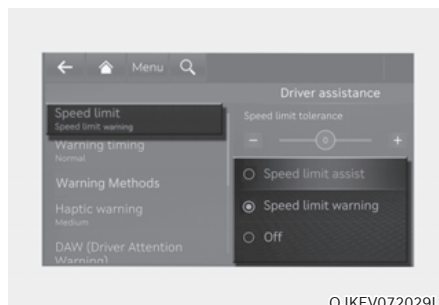 Menu
Driver assistance
Speed limit
Speed limit warning
Warning timing
Normal
Warning Methods
Haptic warning
Medium
DAW (Driver Attention
Warning)
Speed limit tolerance
- 0 +
Speed limit assist
Speed limit warning
Off
OJKEV072029L